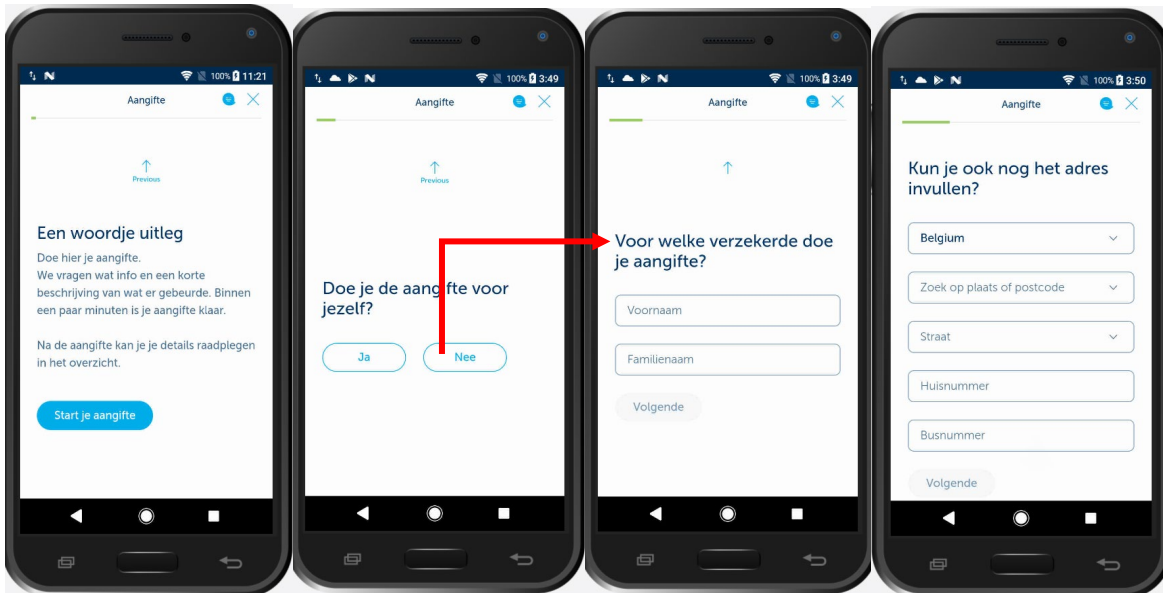 100% 11:21
Aangifte
Previous
Een woordje uitleg
Doe hier je aangifte.
We vragen wat info en een korte
beschrijving van wat er gebeurde. Binnen
een paar minuten is je aangifte klaar.
Na de aangifte kan je je details raadplegen
in het overzicht.
Start je aangifte
100% 3:49
Aangifte
Previous
Doe je de aangifte voor
jezelf?
Ja
Nee
100% 3:49
Aangifte
Voor welke verzekerde doe
je aangifte?
Voornaam
Familienaam
Volgende
100% 3:50
Aangifte
Kun je ook nog het adres
invullen?
Belgium
Zoek op plaats of postcode
Straat
Huisnummer
Busnummer
Volgende